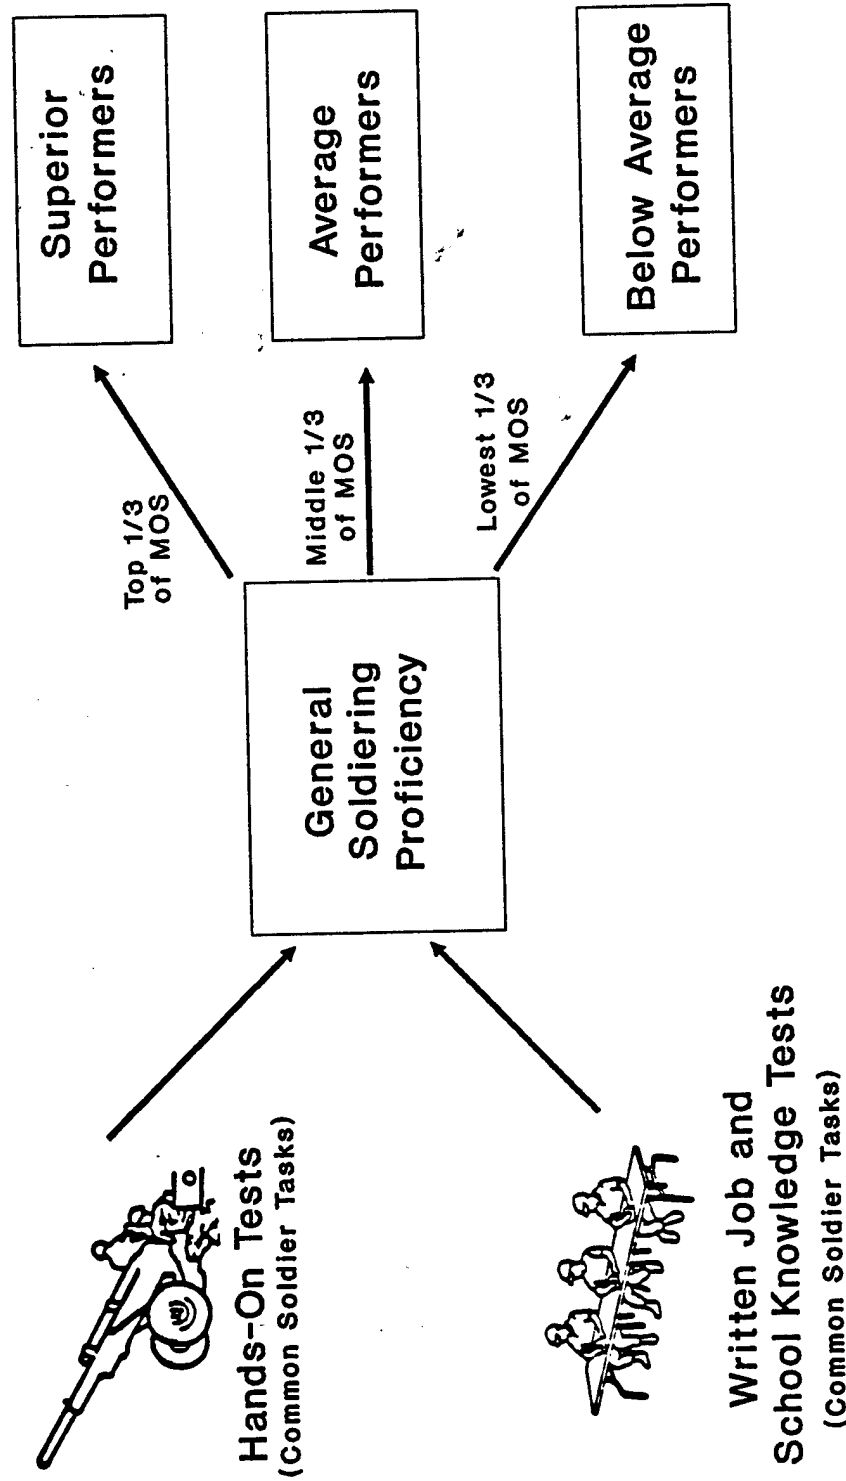 Hands-On Tests
(Common Soldier Tasks)
Written Job and
School Knowledge Tests
(Common Soldier Tasks)
General
Soldiering
Proficiency
Top 1/3
of MOS
Middle 1/3
of MOS
Lowest 1/3
of MOS
Superior
Performers
Average
Performers
Below Average
Performers